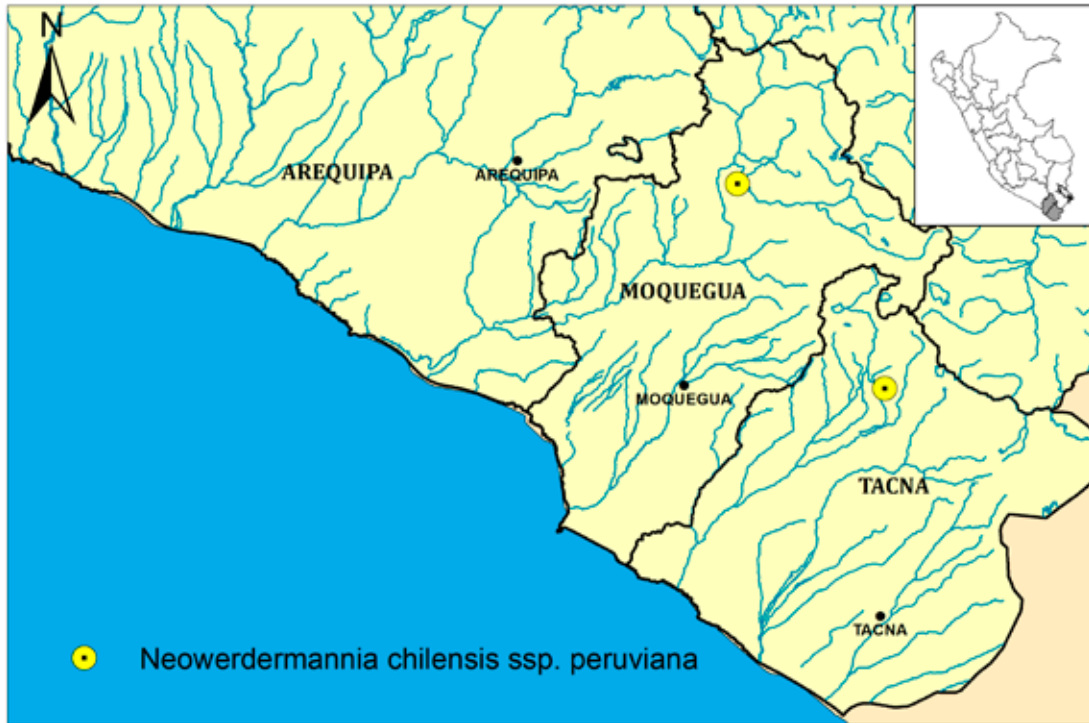 N
AREQUIPA
AREQUIPA
MOQUEGUA
MOQUEGUA
TACNA
TACNA
Neowerdermannia chilensis ssp. peruviana